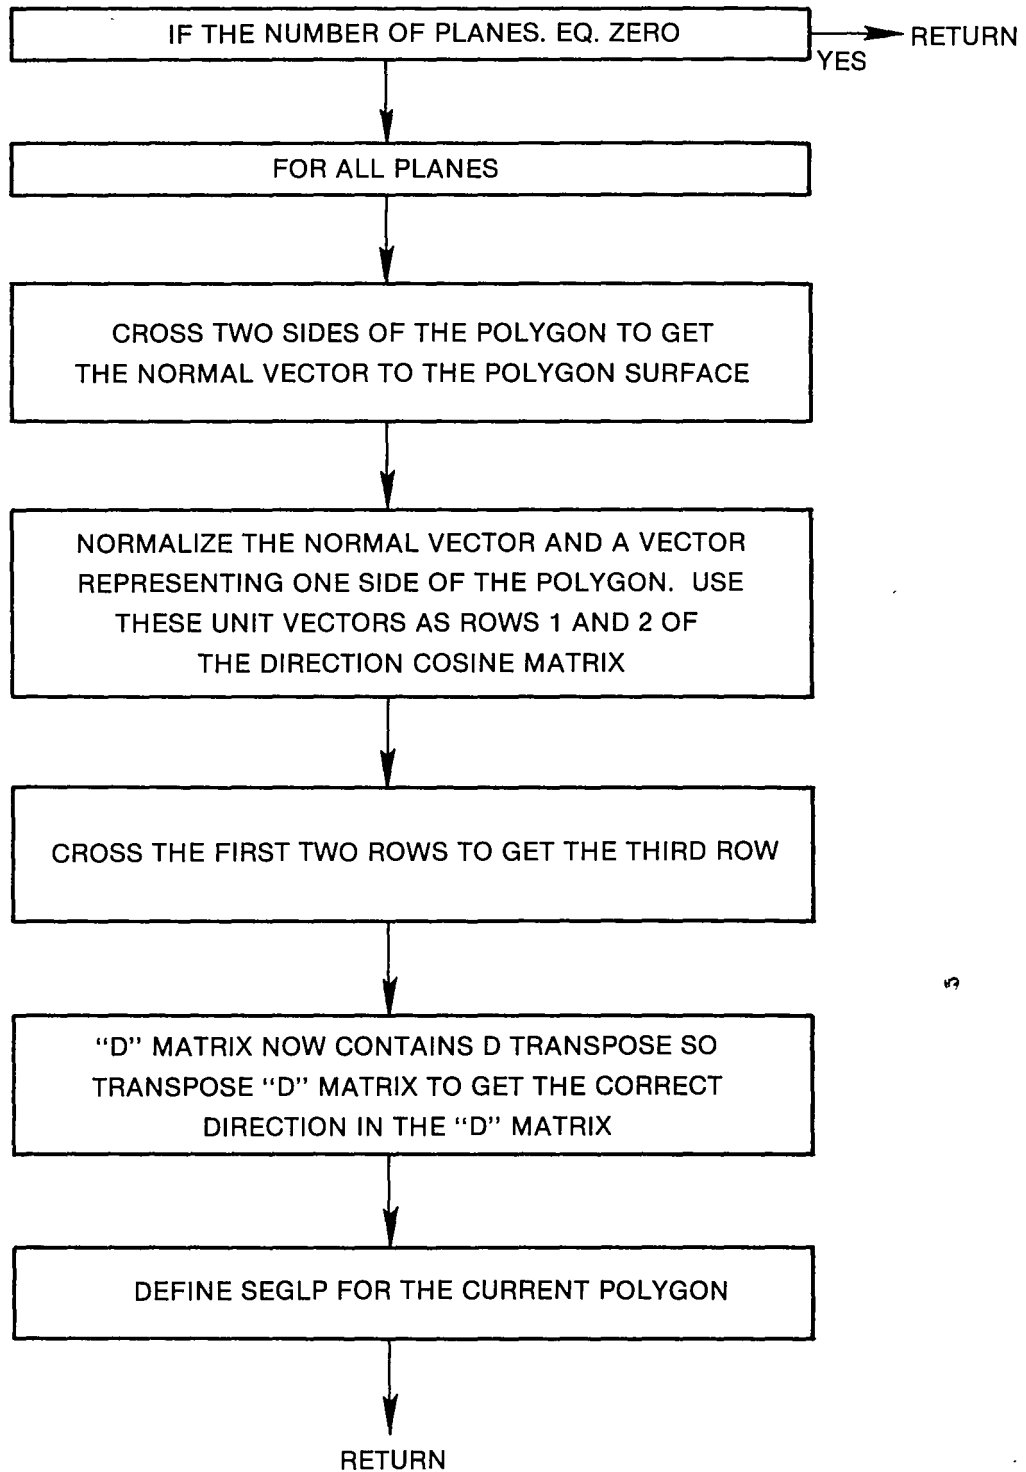 IF THE NUMBER OF PLANES. EQ. ZERO
RETURN
YES
FOR ALL PLANES
CROSS TWO SIDES OF THE POLYGON TO GET
THE NORMAL VECTOR TO THE POLYGON SURFACE
NORMALIZE THE NORMAL VECTOR AND A VECTOR
REPRESENTING ONE SIDE OF THE POLYGON. USE
THESE UNIT VECTORS AS ROWS 1 AND 2 OF
THE DIRECTION COSINE MATRIX
CROSS THE FIRST TWO ROWS TO GET THE THIRD ROW
“D” MATRIX NOW CONTAINS D TRANSPOSE SO
TRANSPOSE “D” MATRIX TO GET THE CORRECT
DIRECTION IN THE “D” MATRIX
DEFINE SEGLP FOR THE CURRENT POLYGON
RETURN